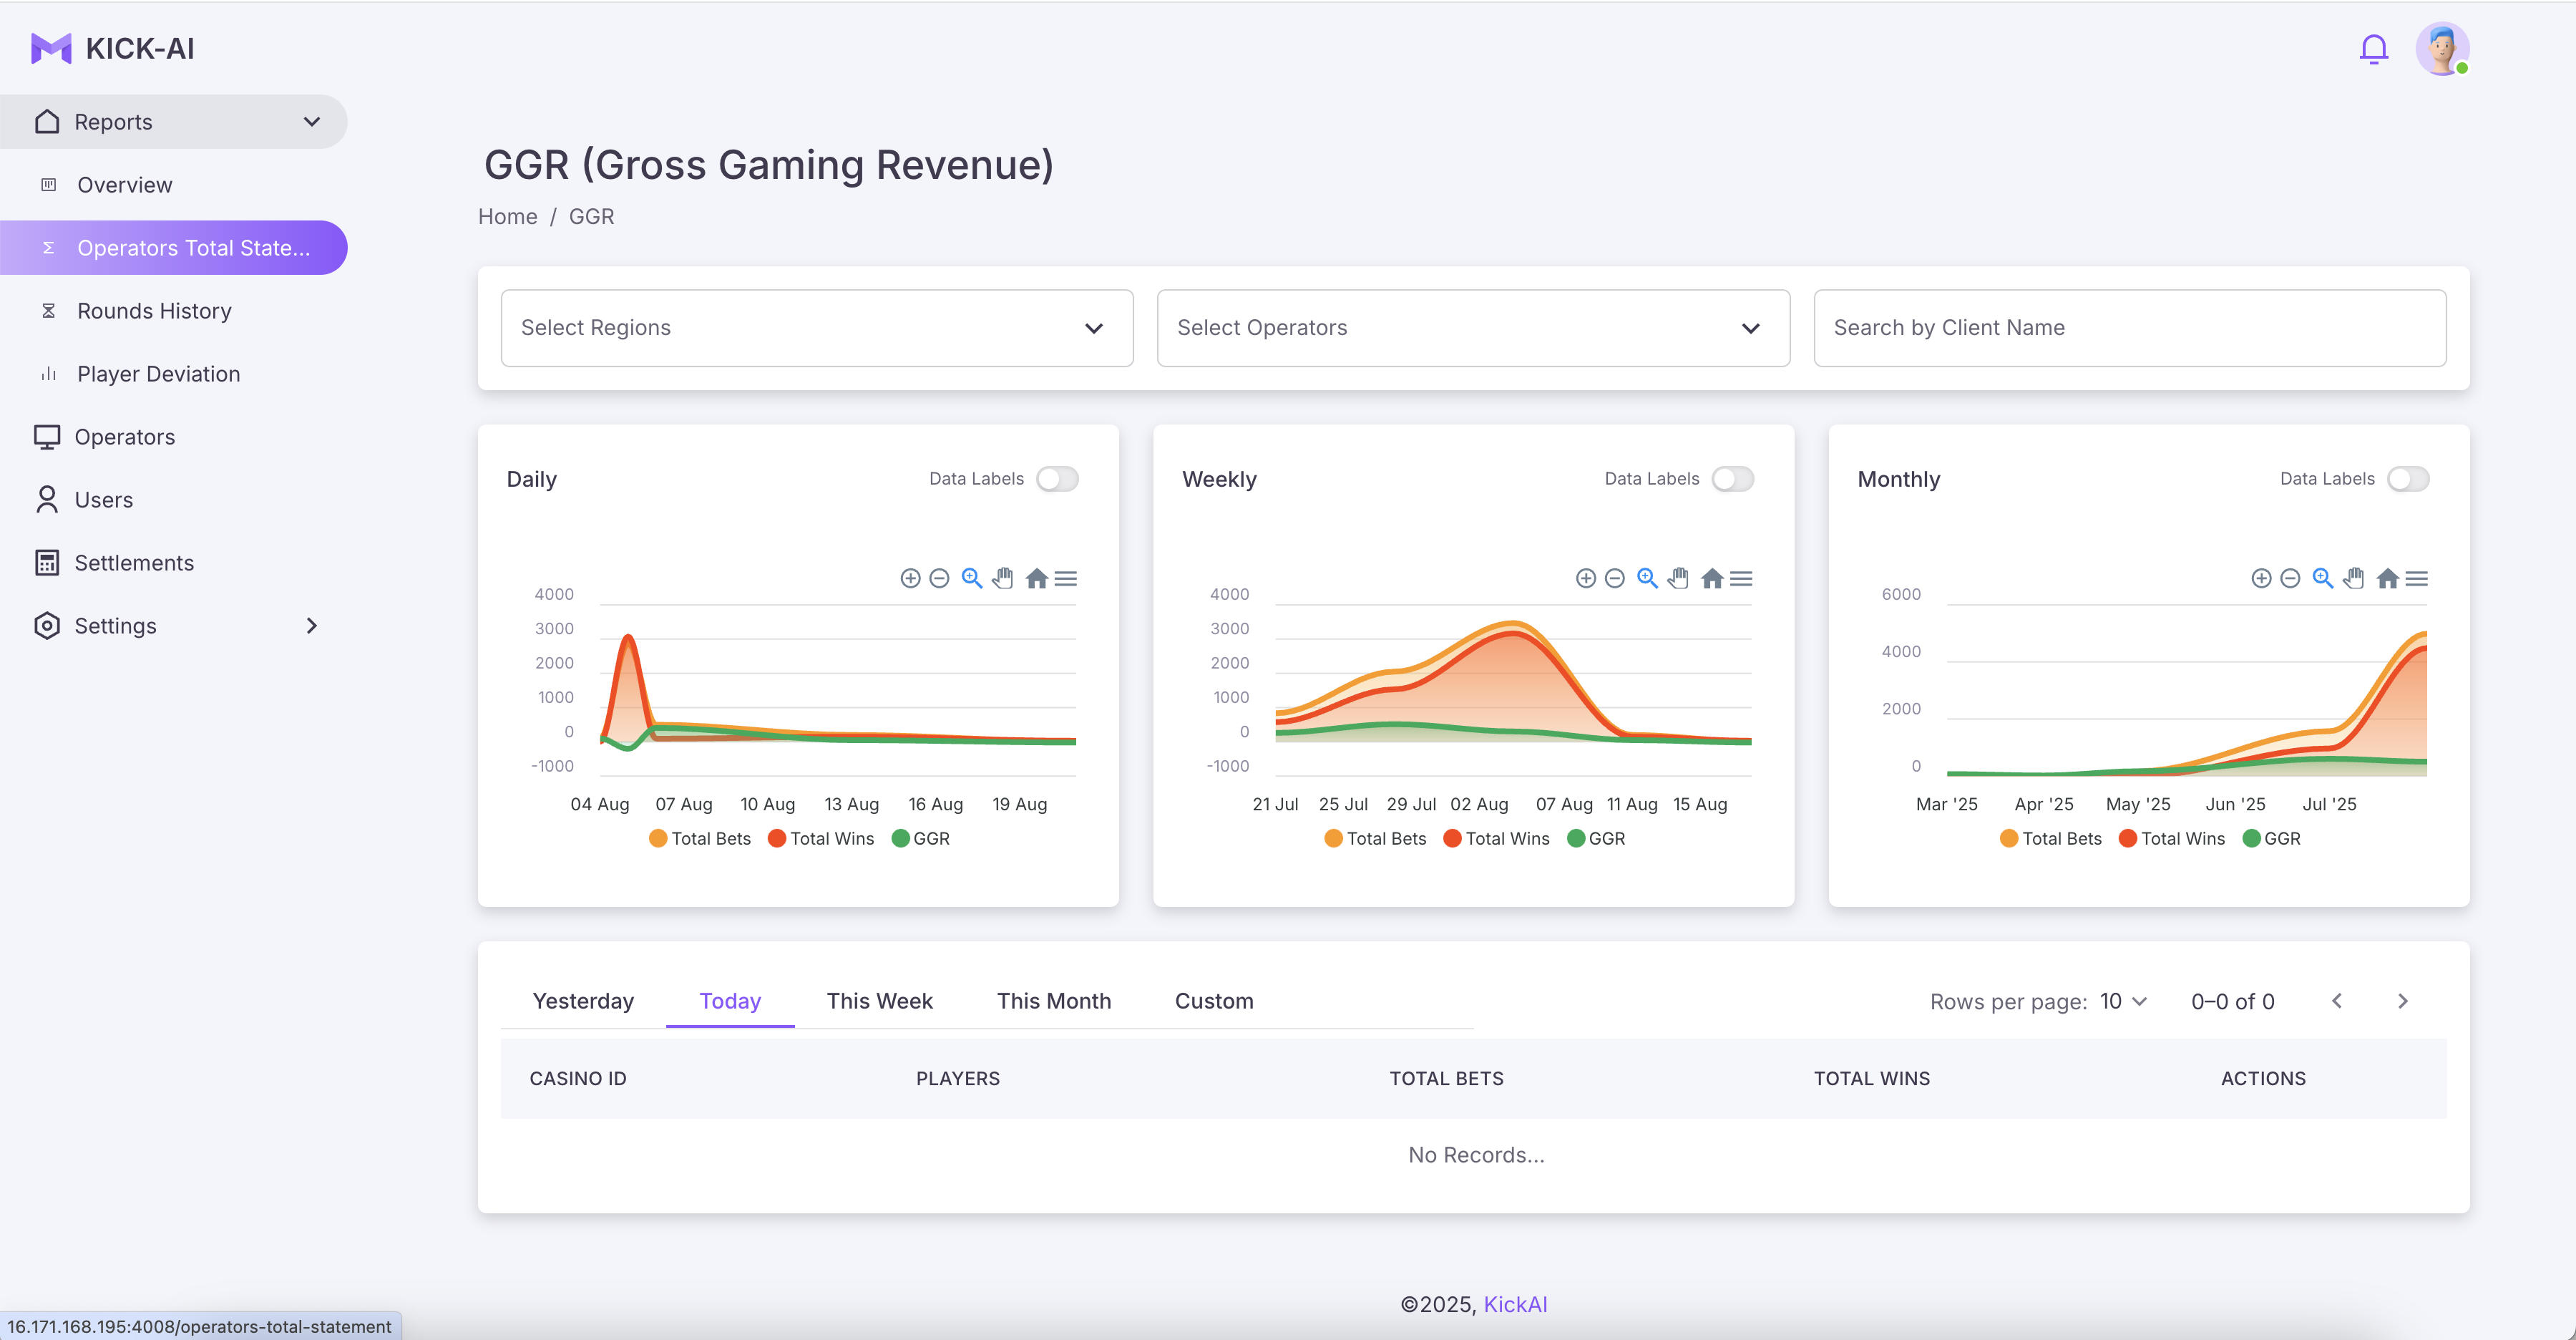 KICK-AI
Reports
Overview
Operators Total State...
Rounds History
Player Deviation
Operators
Users
Settlements
Settings
GGR (Gross Gaming Revenue)
Home / GGR
Select Regions
Select Operators
Search by Client Name
Daily
Data Labels
4000
3000
2000
1000
0
-1000
04 Aug 07 Aug 10 Aug 13 Aug 16 Aug 19 Aug
Total Bets Total Wins GGR
Weekly
Data Labels
4000
3000
2000
1000
0
-1000
21 Jul 25 Jul 29 Jul 02 Aug 07 Aug 11 Aug 15 Aug
Total Bets Total Wins GGR
Monthly
Data Labels
6000
4000
2000
0
Mar '25 Apr '25 May '25 Jun '25 Jul '25
Total Bets Total Wins GGR
Yesterday Today This Week This Month Custom
Rows per page: 10 0–0 of 0
CASINO ID PLAYERS TOTAL BETS TOTAL WINS ACTIONS
No Records...
©2025, KickAI
16.171.168.195:4008/operators-total-statement